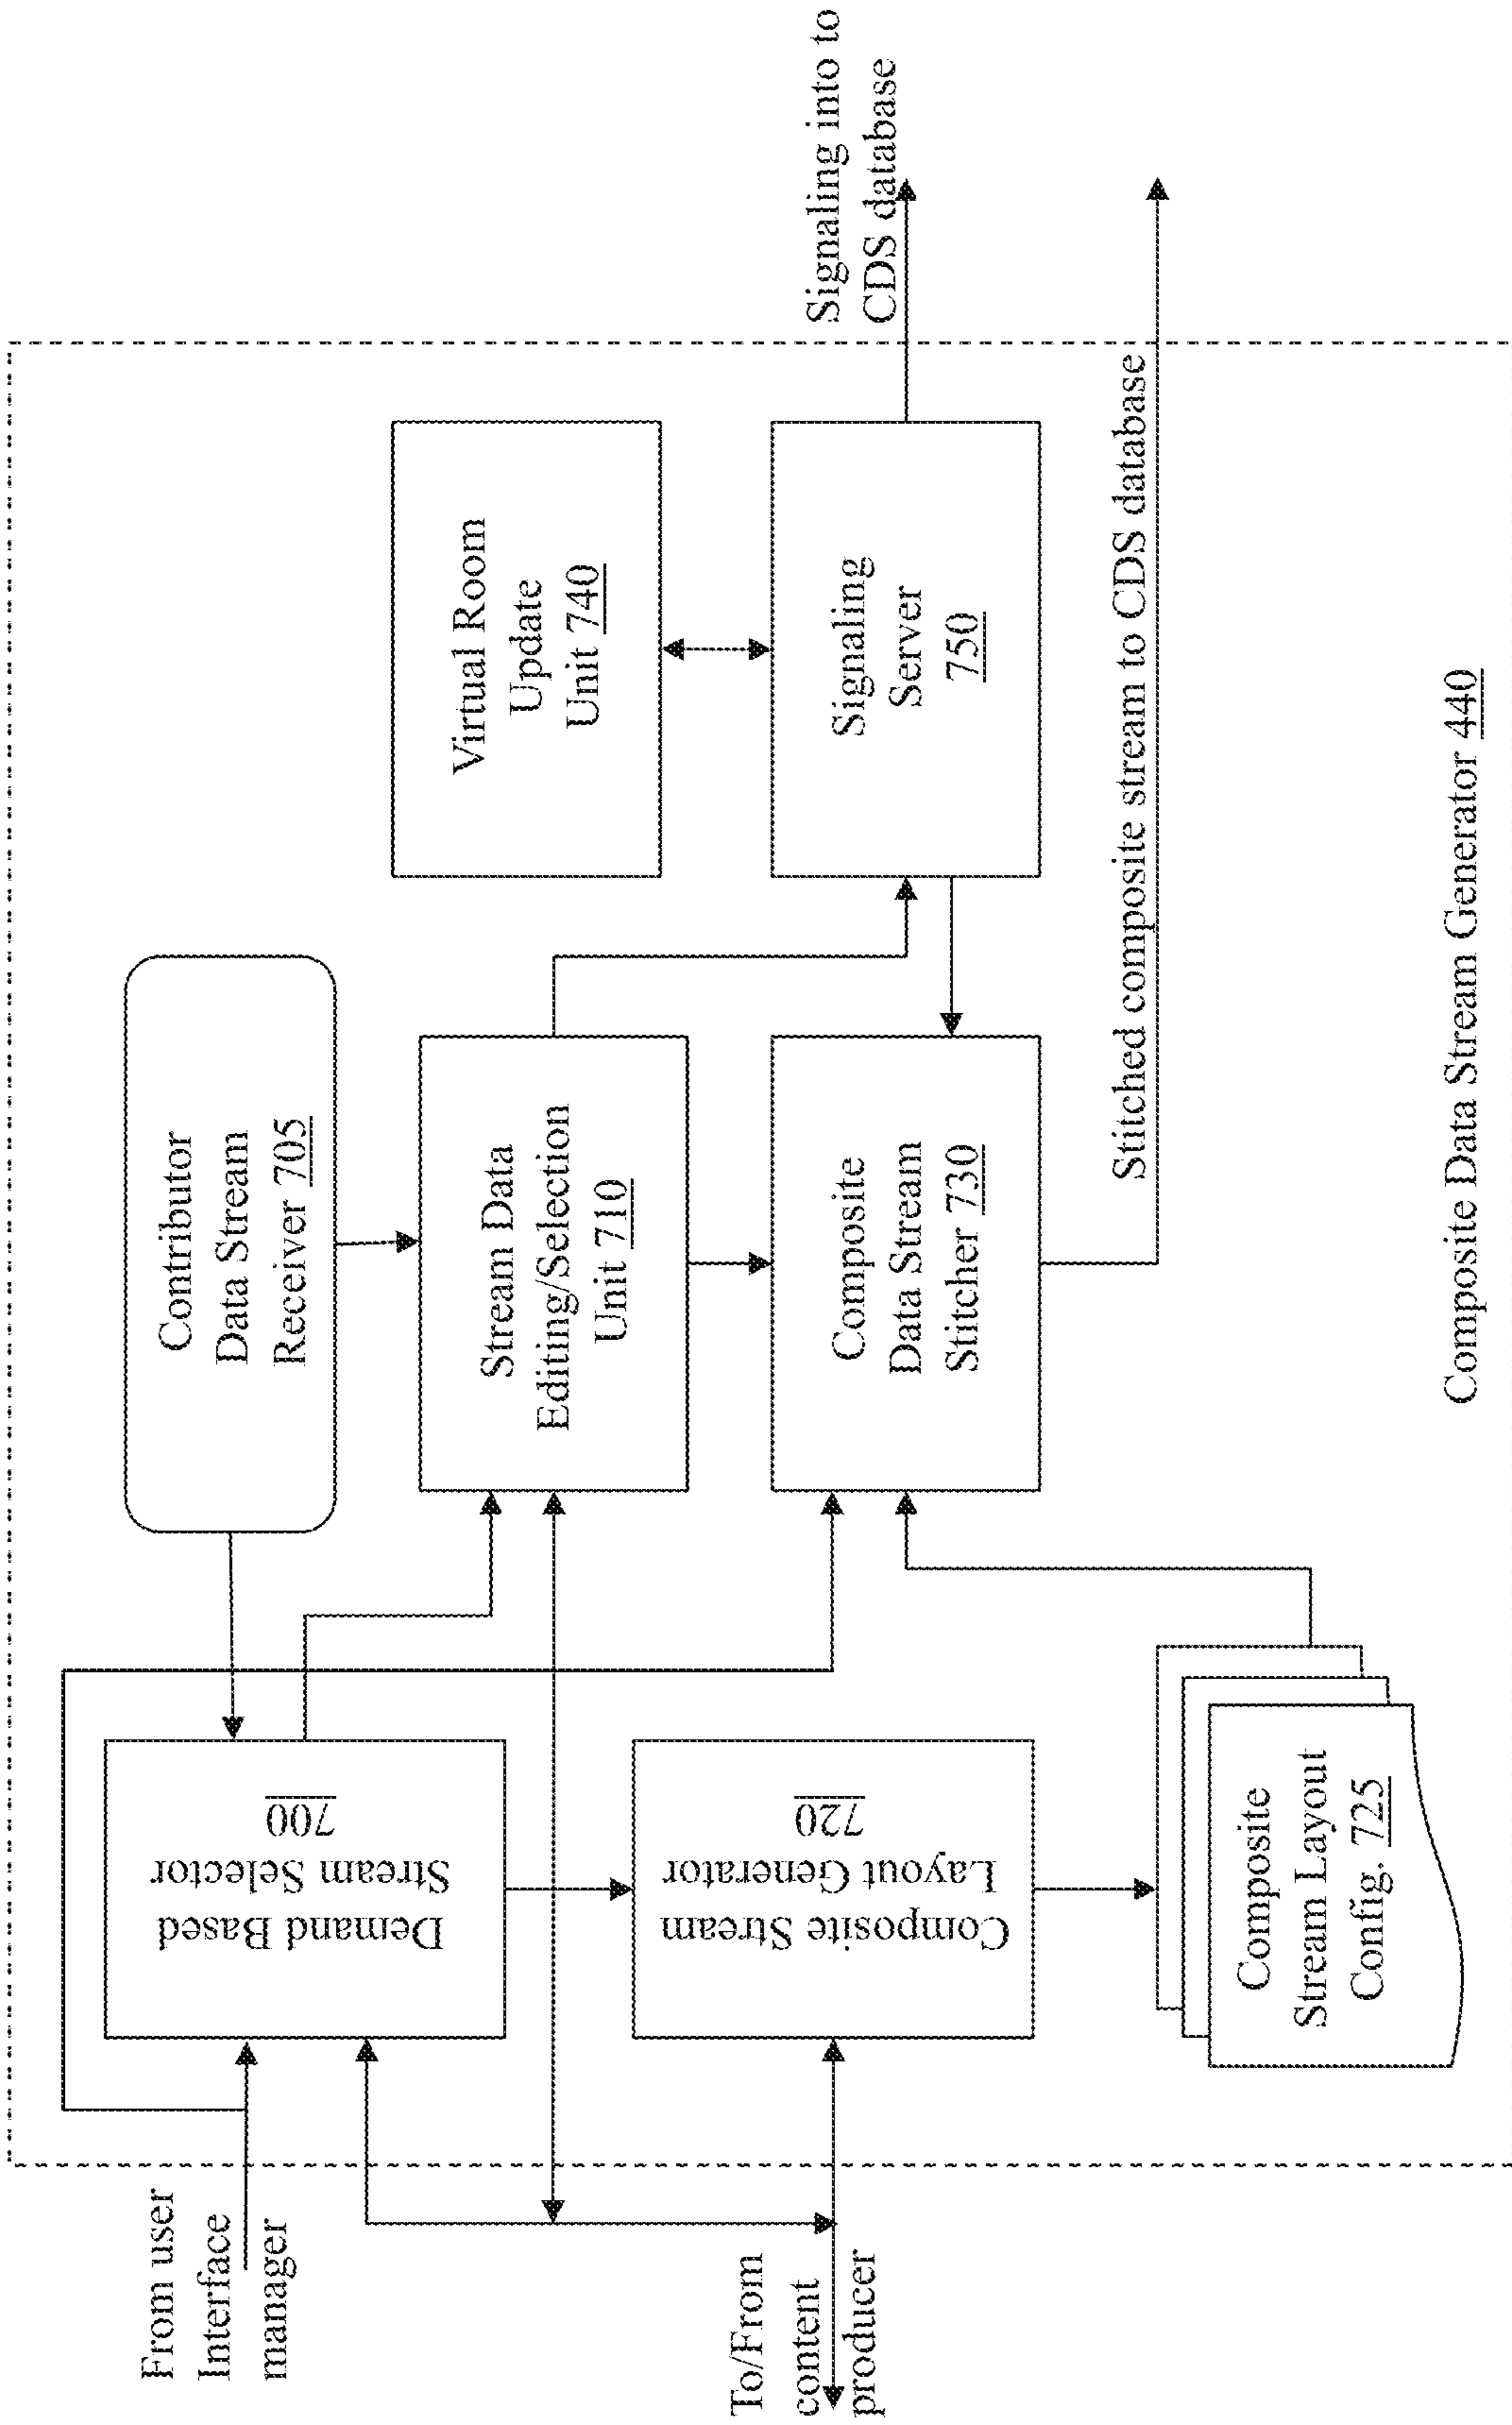 From user
Interface
manager
To/From
content
producer
Demand Based
Stream Selector
700
Composite Stream
Layout Generator
720
Composite
Stream Layout
Config. 725
Contributor
Data Stream
Receiver 705
Stream Data
Editing/Selection
Unit 710
Composite
Data Stream
Stitcher 730
Virtual Room
Update
Unit 740
Signaling
Server
750
Signaling into to
CDS database
Stitched composite stream to CDS database
Composite Data Stream Generator 440